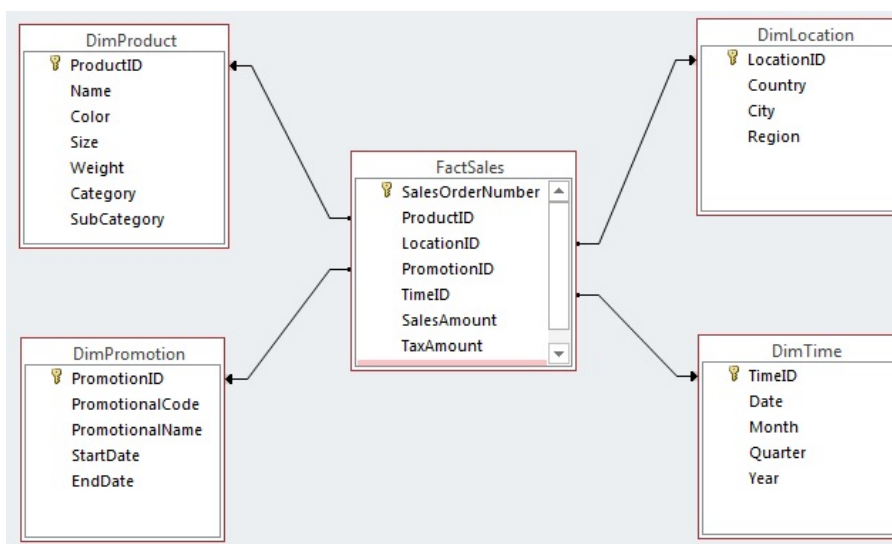 DimProduct
ProductID
Name
Color
Size
Weight
Category
SubCategory
DimLocation
LocationID
Country
City
Region
FactSales
SalesOrderNumber
ProductID
LocationID
PromotionID
TimeID
SalesAmount
TaxAmount
DimPromotion
PromotionID
PromotionalCode
PromotionalName
StartDate
EndDate
DimTime
TimeID
Date
Month
Quarter
Year